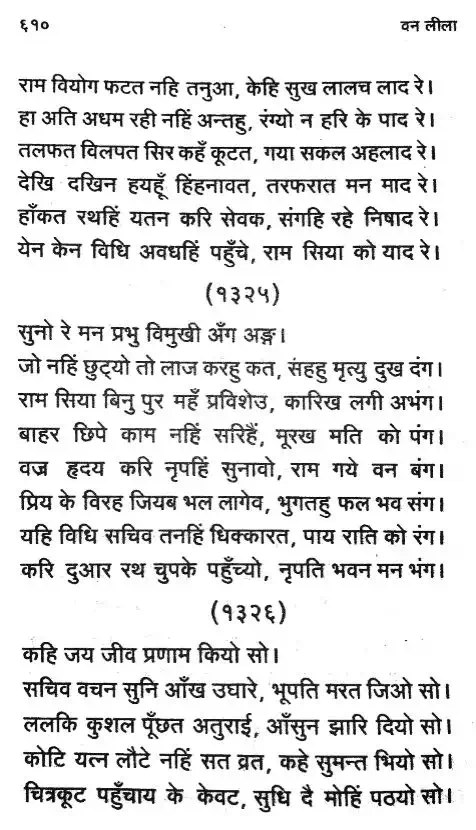 ६१०
वन लीला
राम वियोग फटत नहि तनुआ, केहि सुख लालच लाद रे।
हा अति अधम रही नहिं अन्तहु, रंग्यो न हरि के पाद रे।
तलफत विलपत सिर कहँ कूटत, गया सकल अहलाद रे।
देखि दखिन हयहूँ हिंहनावत, तरफरात मन माद रे।
हाँकत रथहिं यतन करि सेवक, संगहि रहे निषाद रे।
येन केन विधि अवधहिं पहुँचे, राम सिया को याद रे।
(१३२५)
सुनो रे मन प्रभु विमुखी अँग अङ्ग।
जो नहिं छुट्यो तो लाज करहु कत, संहहु मृत्यु दुख दंग।
राम सिया बिनु पुर महँ प्रविशेउ, कारिख लगी अभंग।
बाहर छिपे काम नहिं सरिहैं, मूरख मति को पंग।
वज्र हृदय करि नृपहिं सुनावो, राम गये वन बंग।
प्रिय के विरह जियब भल लागेव, भुगतहु फल भव संग।
यहि विधि सचिव तनहिं धिक्कारत, पाय राति को रंग।
करि दुआर रथ चुपके पहुँच्यो, नृपति भवन मन भंग।
(१३२६)
कहि जय जीव प्रणाम कियो सो।
सचिव वचन सुनि आँख उघारे, भूपति मरत जिओ सो।
ललकि कुशल पूँछत अतुराई, आँसुन झारि दियो सो।
कोटि यत्न लौटे नहिं सत व्रत, कहे सुमन्त भियो सो।
चित्रकूट पहुँचाय के केवट, सुधि दै मोहिं पठयो सो।